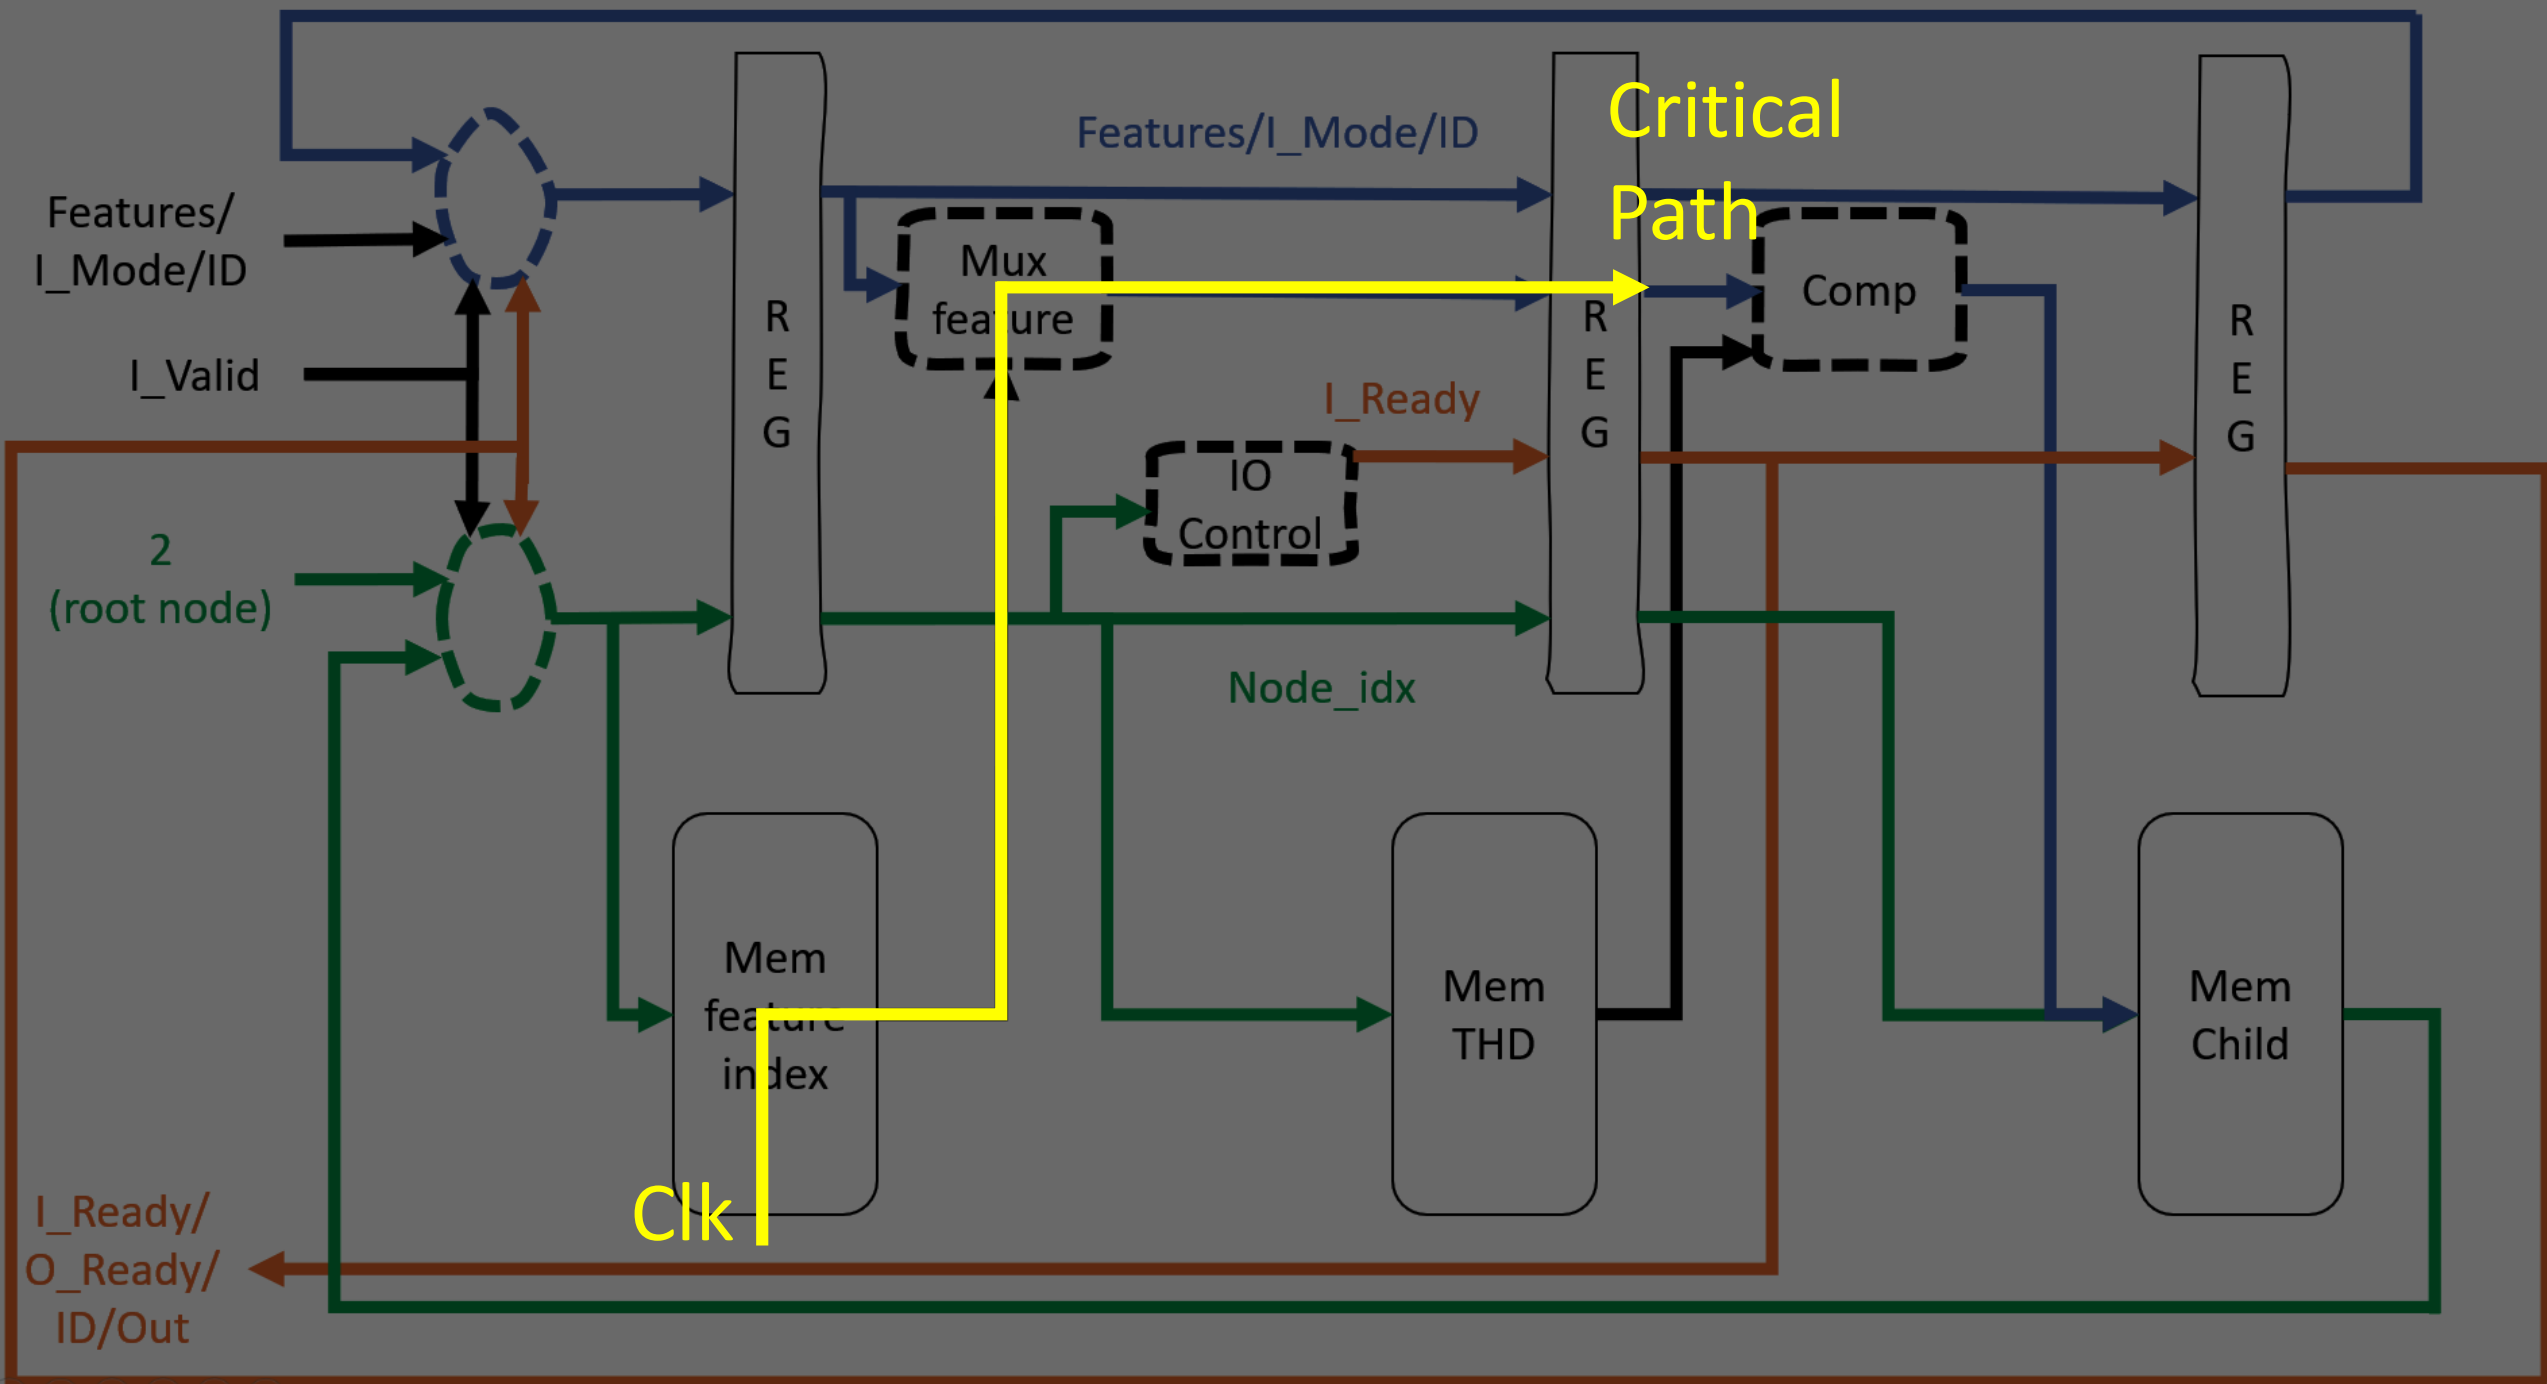 Critical
Path
Features/I_Mode/ID
Features/
I_Mode/ID
Mux
feature
Comp
R
E
G
R
E
G
R
E
G
I_Valid
I_Ready
IO
Control
2
(root node)
Node_idx
Mem
feature
index
Mem
THD
Mem
Child
Clk
I_Ready/
O_Ready/
ID/Out